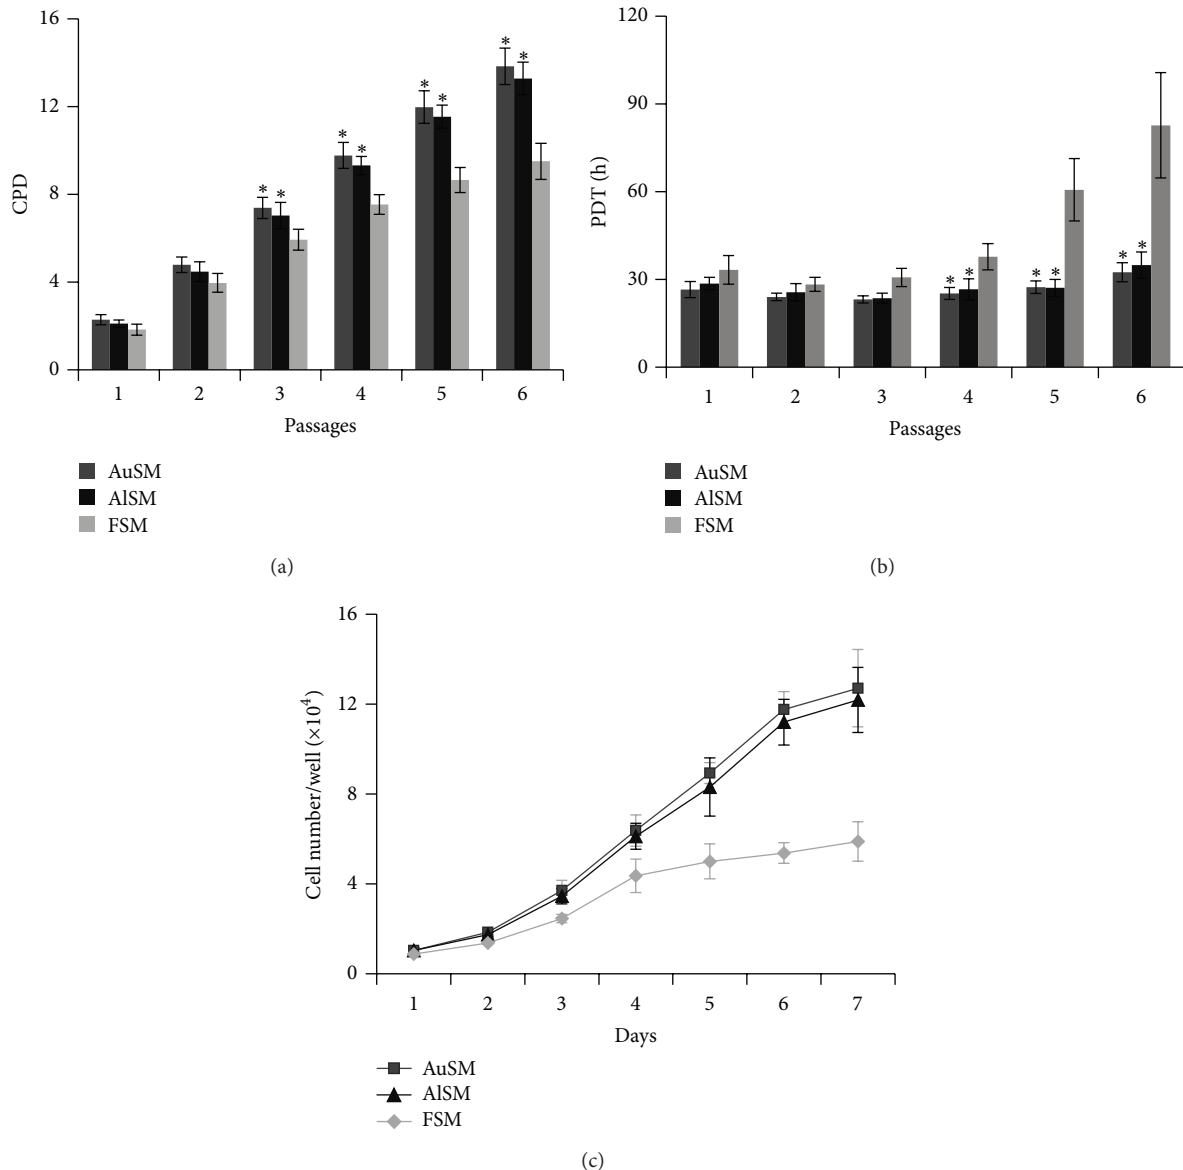 16
12
8
4
0
CPD
* * * * * * * *
1 2 3 4 5 6
Passages
AuSM
AlSM
FSM
(a)
120
90
60
30
0
PDT (h)
* * * * * *
1 2 3 4 5 6
Passages
AuSM
AlSM
FSM
(b)
16
12
8
4
0
Cell number/well (×10⁴)
1 2 3 4 5 6 7
Days
AuSM
AlSM
FSM
(c)